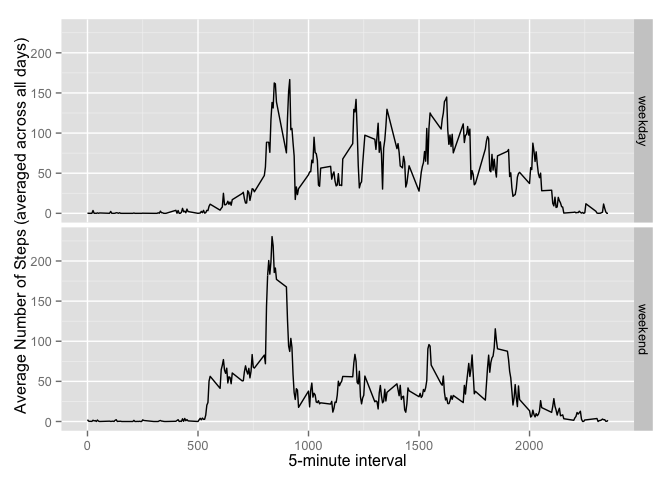 Average Number of Steps (averaged across all days)
200
150
100
50
0
weekday
200
150
100
50
0
weekend
0 500 1000 1500 2000
5-minute interval